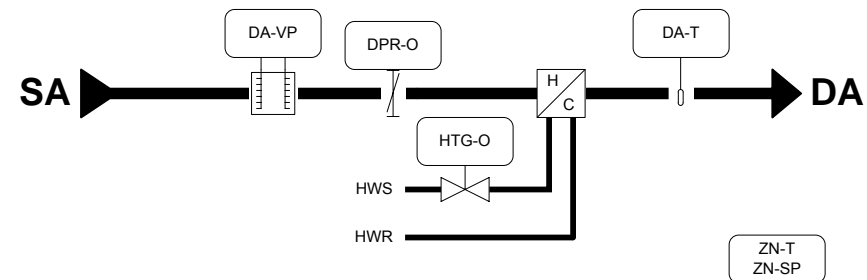 DA-VP
DPR-O
DA-T
SA
H
C
DA
HTG-O
HWS
HWR
ZN-T
ZN-SP